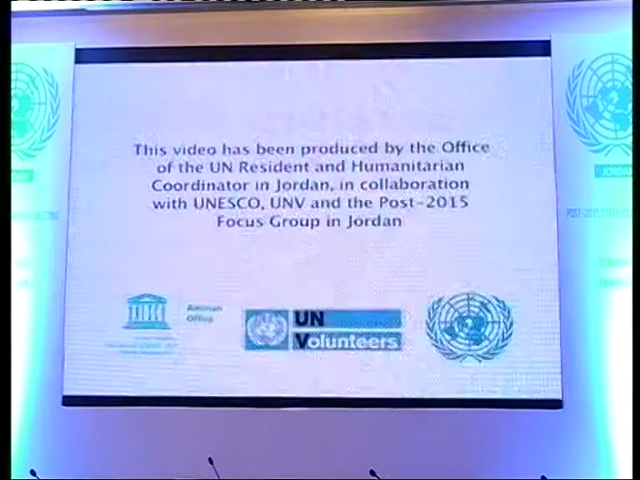 This video has been produced by the Office
of the UN Resident and Humanitarian
Coordinator in Jordan, in collaboration
with UNESCO, UNV and the Post-2015
Focus Group in Jordan
Amman
Office
UN
Volunteers
JORDAN